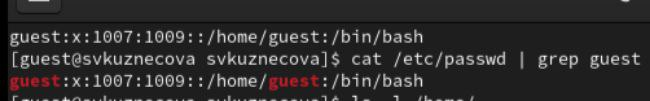 guest:x:1007:1009::/home/guest:/bin/bash
[guest@svkuznecova svkuznecova]$ cat /etc/passwd | grep guest
guest:x:1007:1009::/home/guest:/bin/bash